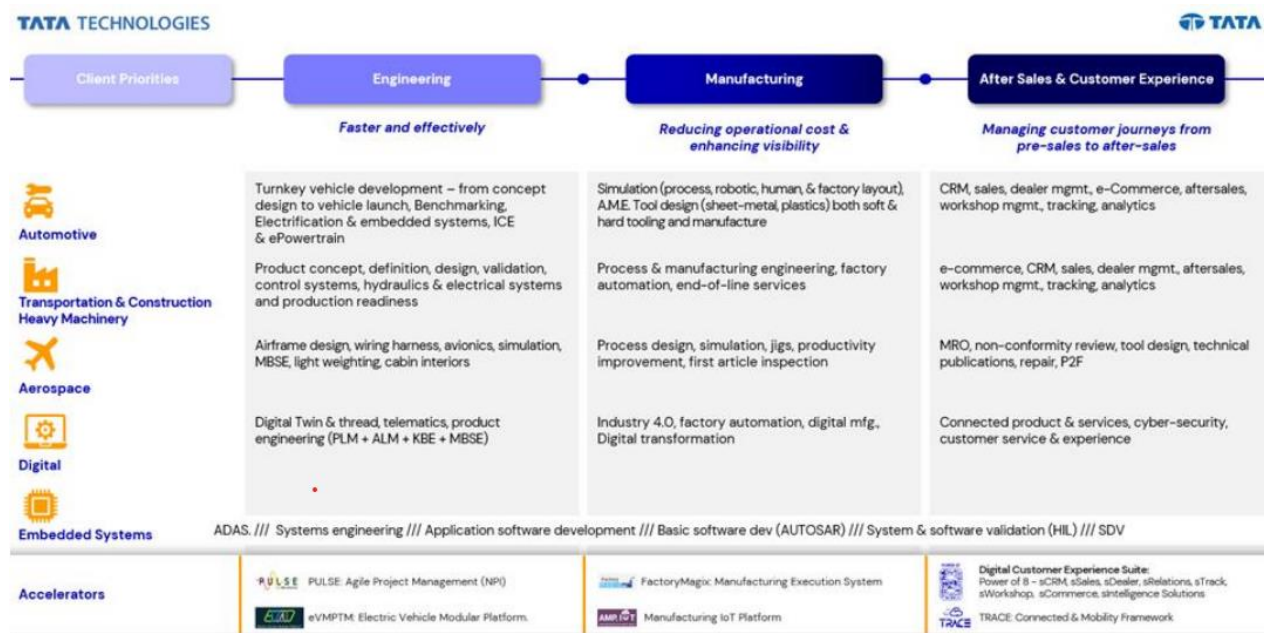 TATA TECHNOLOGIES
TATA
Client Priorities
Engineering
Manufacturing
After Sales & Customer Experience
Faster and effectively
Reducing operational cost &
enhancing visibility
Managing customer journeys from
pre-sales to after-sales
Automotive
Turnkey vehicle development – from concept
design to vehicle launch, Benchmarking,
Electrification & embedded systems, ICE
& ePowertrain
Simulation (process, robotic, human, & factory layout),
A.M.E. Tool design (sheet-metal, plastics) both soft &
hard tooling and manufacture
CRM, sales, dealer mgmt., e-Commerce, aftersales,
workshop mgmt., tracking, analytics
Transportation & Construction
Heavy Machinery
Product concept, definition, design, validation,
control systems, hydraulics & electrical systems
and production readiness
Process & manufacturing engineering, factory
automation, end-of-line services
e-commerce, CRM, sales, dealer mgmt., aftersales,
workshop mgmt., tracking, analytics
Aerospace
Airframe design, wiring harness, avionics, simulation,
MBSE, light weighting, cabin interiors
Process design, simulation, jigs, productivity
improvement, first article inspection
MRO, non-conformity review, tool design, technical
publications, repair, P2F
Digital
Digital Twin & thread, telematics, product
engineering (PLM + ALM + KBE + MBSE)
Industry 4.0, factory automation, digital mfg.,
Digital transformation
Connected product & services, cyber-security,
customer service & experience
Embedded Systems
ADAS. /// Systems engineering /// Application software development /// Basic software dev (AUTOSAR) /// System & software validation (HIL) /// SDV
Accelerators
PULSE
PULSE: Agile Project Management (NPI)
eVMPTM: Electric Vehicle Modular Platform.
FactoryMagix: Manufacturing Execution System
AMP.IOT
Manufacturing IoT Platform
Digital Customer Experience Suite:
Power of 8 - sCRM, sSales, sDealer, sRelations, sTrack,
sWorkshop, sCommerce, sIntelligence Solutions
TRACE
TRACE: Connected & Mobility Framework